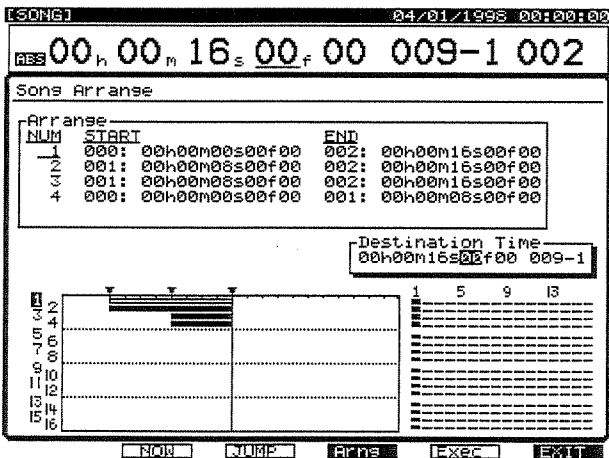 [SONG] 04/01/1998 00:00:00
ABS 00h 00m 16s 00f 00 009-1 002
Song Arrange
Arrange
NUM START END
1 000: 00h00m00s00f00 002: 00h00m16s00f00
2 001: 00h00m08s00f00 002: 00h00m16s00f00
3 001: 00h00m08s00f00 002: 00h00m16s00f00
4 000: 00h00m00s00f00 001: 00h00m08s00f00
Destination Time
00h00m16s00f00 009-1
1 5 9 13
1
2
3
4
5
6
7
8
9
10
11
12
13
14
15
16
NOW JUMP Arng Exec EXIT